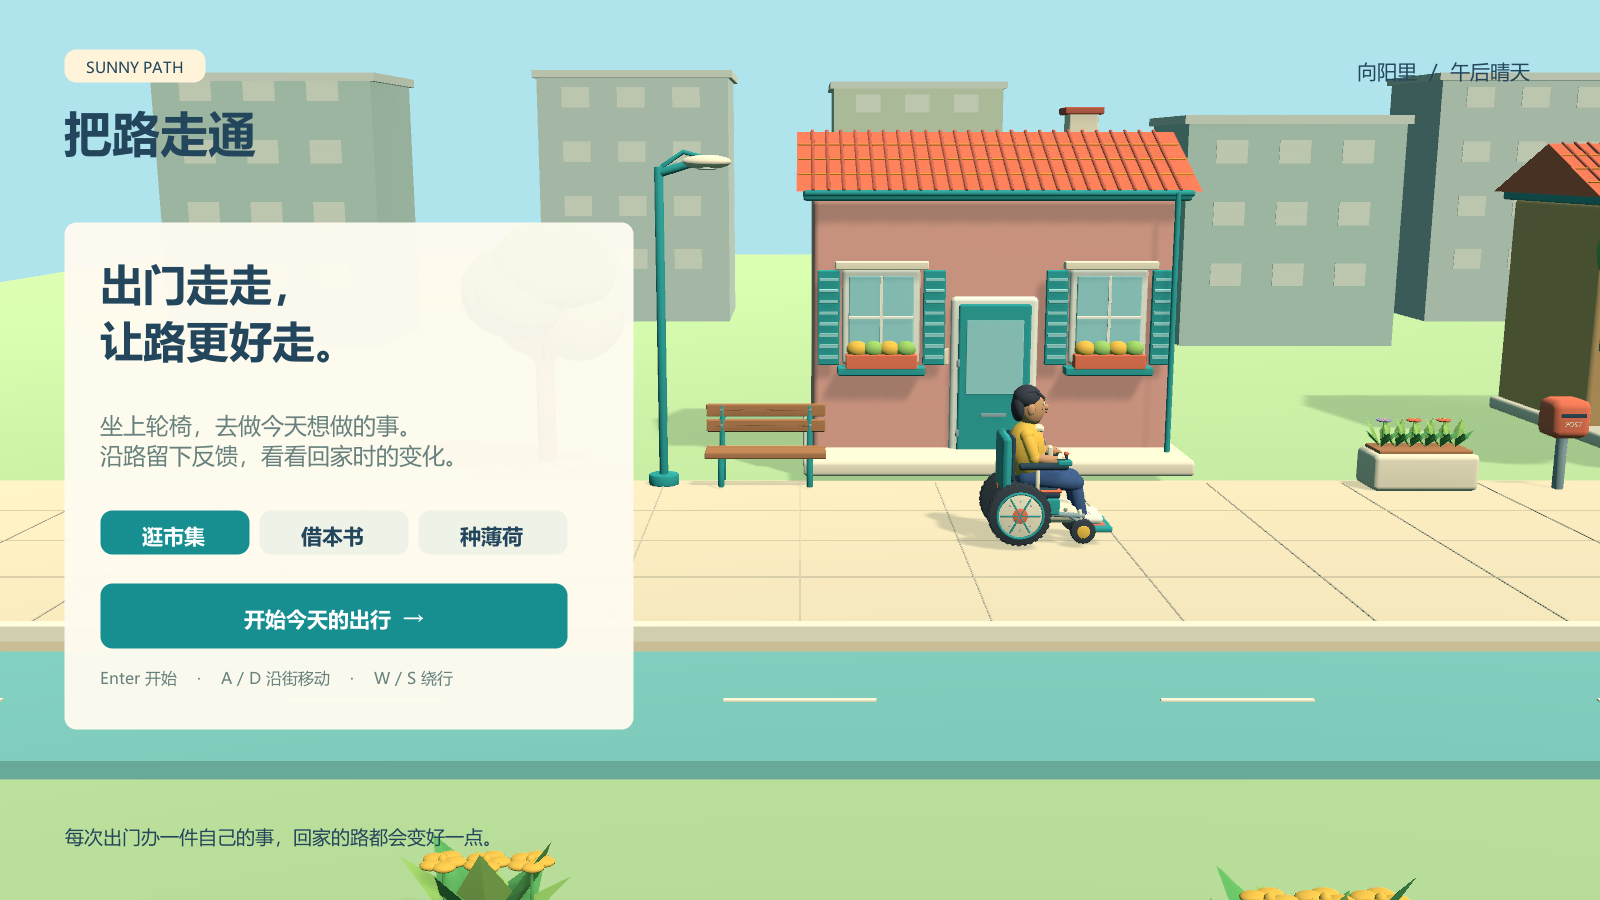 SUNNY PATH
向阳里 / 午后晴天
把路走通
出门走走，
让路更好走。
坐上轮椅，去做今天想做的事。
沿路留下反馈，看看回家时的变化。
逛市集 借本书 种薄荷
开始今天的出行 →
Enter 开始 · A / D 沿街移动 · W / S 绕行
每次出门办一件自己的事，回家的路都会变好一点。
POST